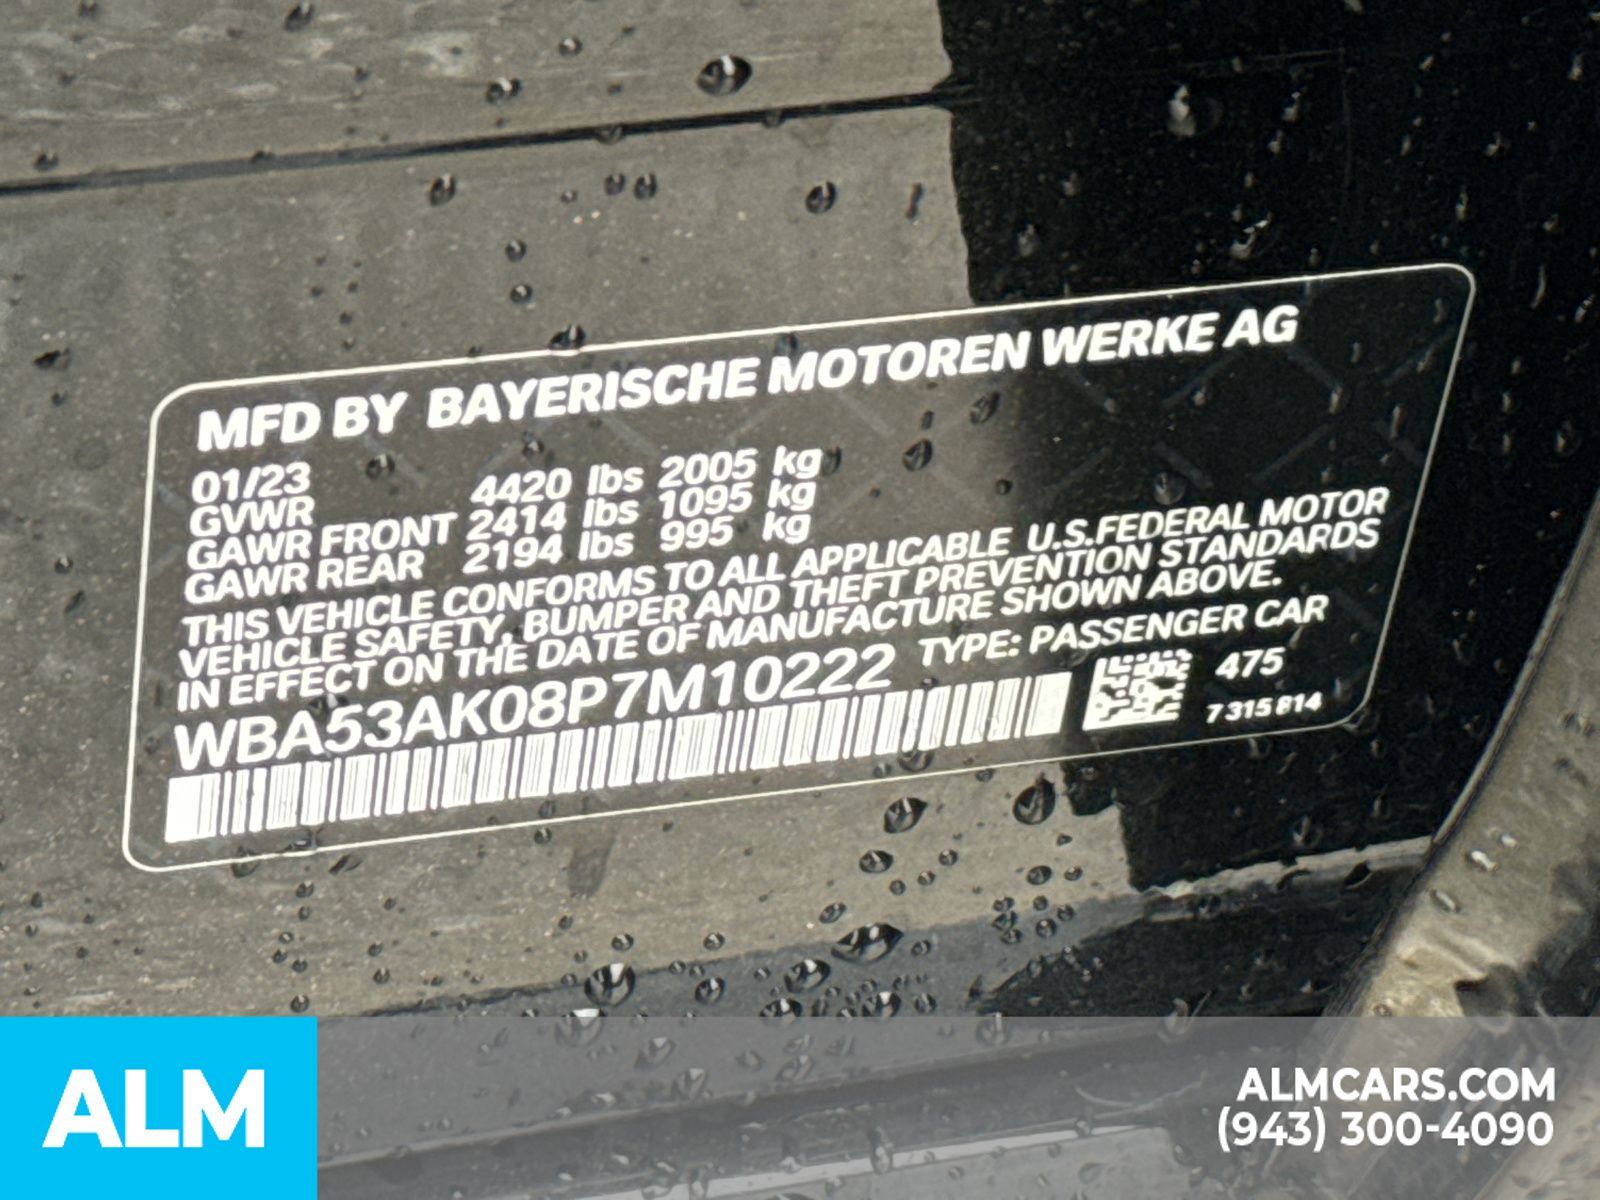 MFD BY BAYERISCHE MOTOREN WERKE AG
01/23
GVWR 4420 lbs 2005 kg
GAWR FRONT 2414 lbs 1095 kg
GAWR REAR 2194 lbs 995 kg
THIS VEHICLE CONFORMS TO ALL APPLICABLE U.S.FEDERAL MOTOR
VEHICLE SAFETY, BUMPER AND THEFT PREVENTION STANDARDS
IN EFFECT ON THE DATE OF MANUFACTURE SHOWN ABOVE.
WBA53AK08P7M10222 TYPE: PASSENGER CAR
475
7 315 814
ALM
ALMCARS.COM
(943) 300-4090